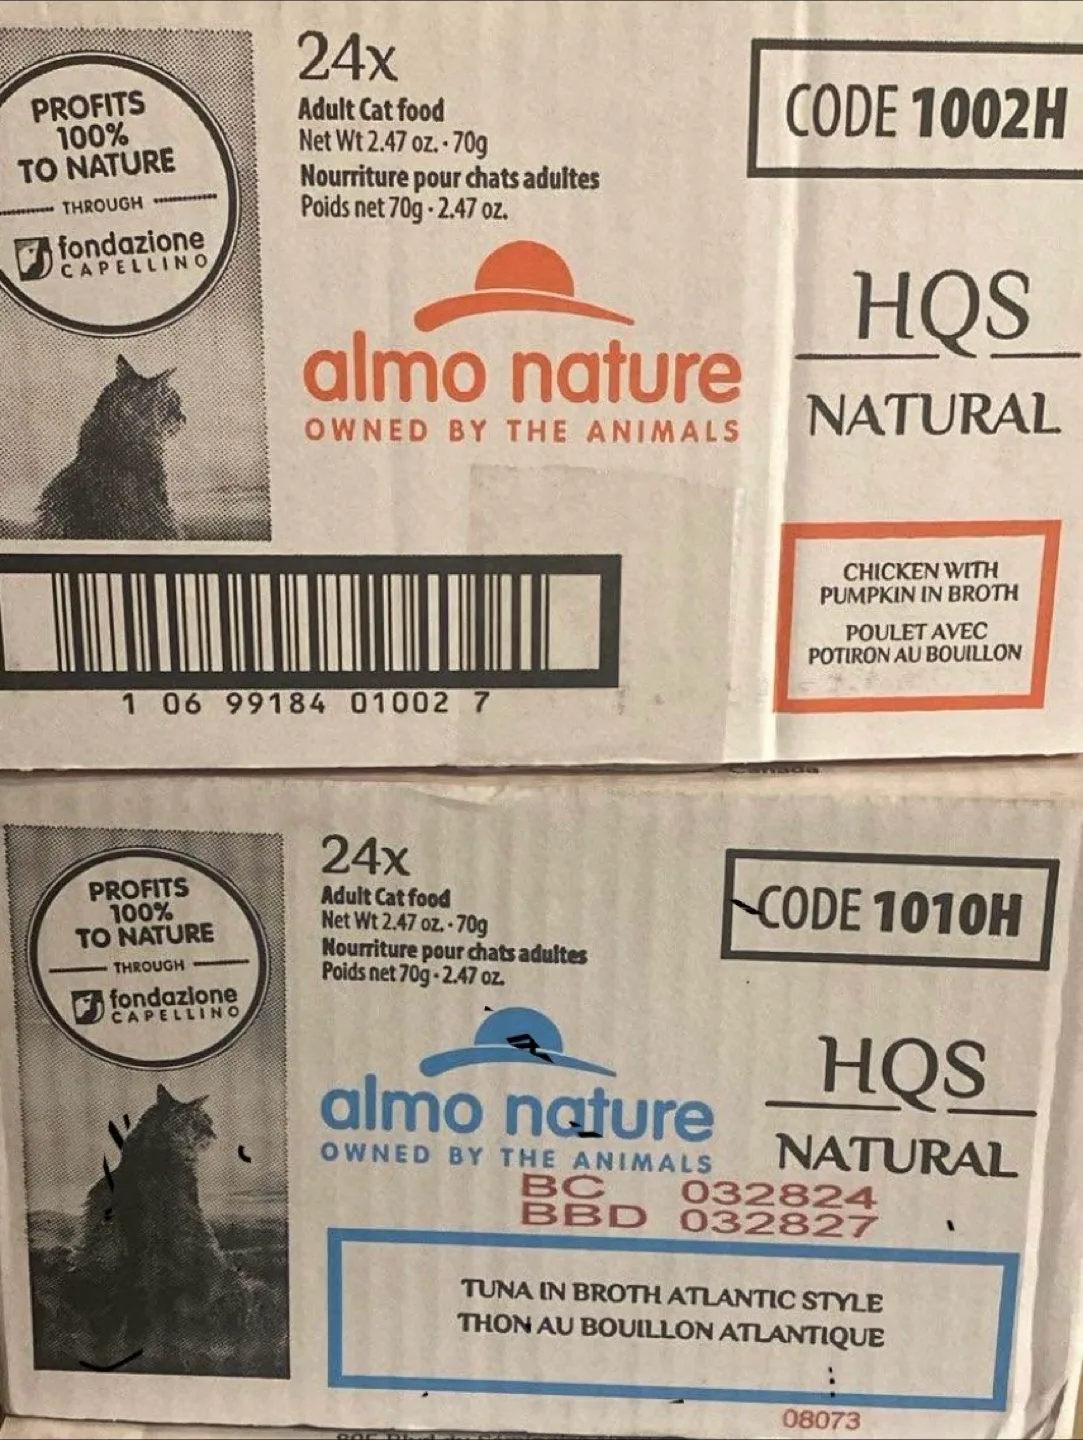 PROFITS
100%
TO NATURE
THROUGH
fondazione
CAPELLINO
24x
Adult Cat food
Net Wt 2.47 oz. · 70g
Nourriture pour chats adultes
Poids net 70g · 2.47 oz.
almo nature
OWNED BY THE ANIMALS
CODE 1002H
HQS
NATURAL
CHICKEN WITH
PUMPKIN IN BROTH
POULET AVEC
POTIRON AU BOUILLON
1 06 99184 01002 7
Canada
PROFITS
100%
TO NATURE
THROUGH
fondazione
CAPELLINO
24x
Adult Cat food
Net Wt 2.47 oz. · 70g
Nourriture pour chats adultes
Poids net 70g · 2.47 oz.
almo nature
OWNED BY THE ANIMALS
CODE 1010H
HQS
NATURAL
BC 032824
BBD 032827
TUNA IN BROTH ATLANTIC STYLE
THON AU BOUILLON ATLANTIQUE
08073